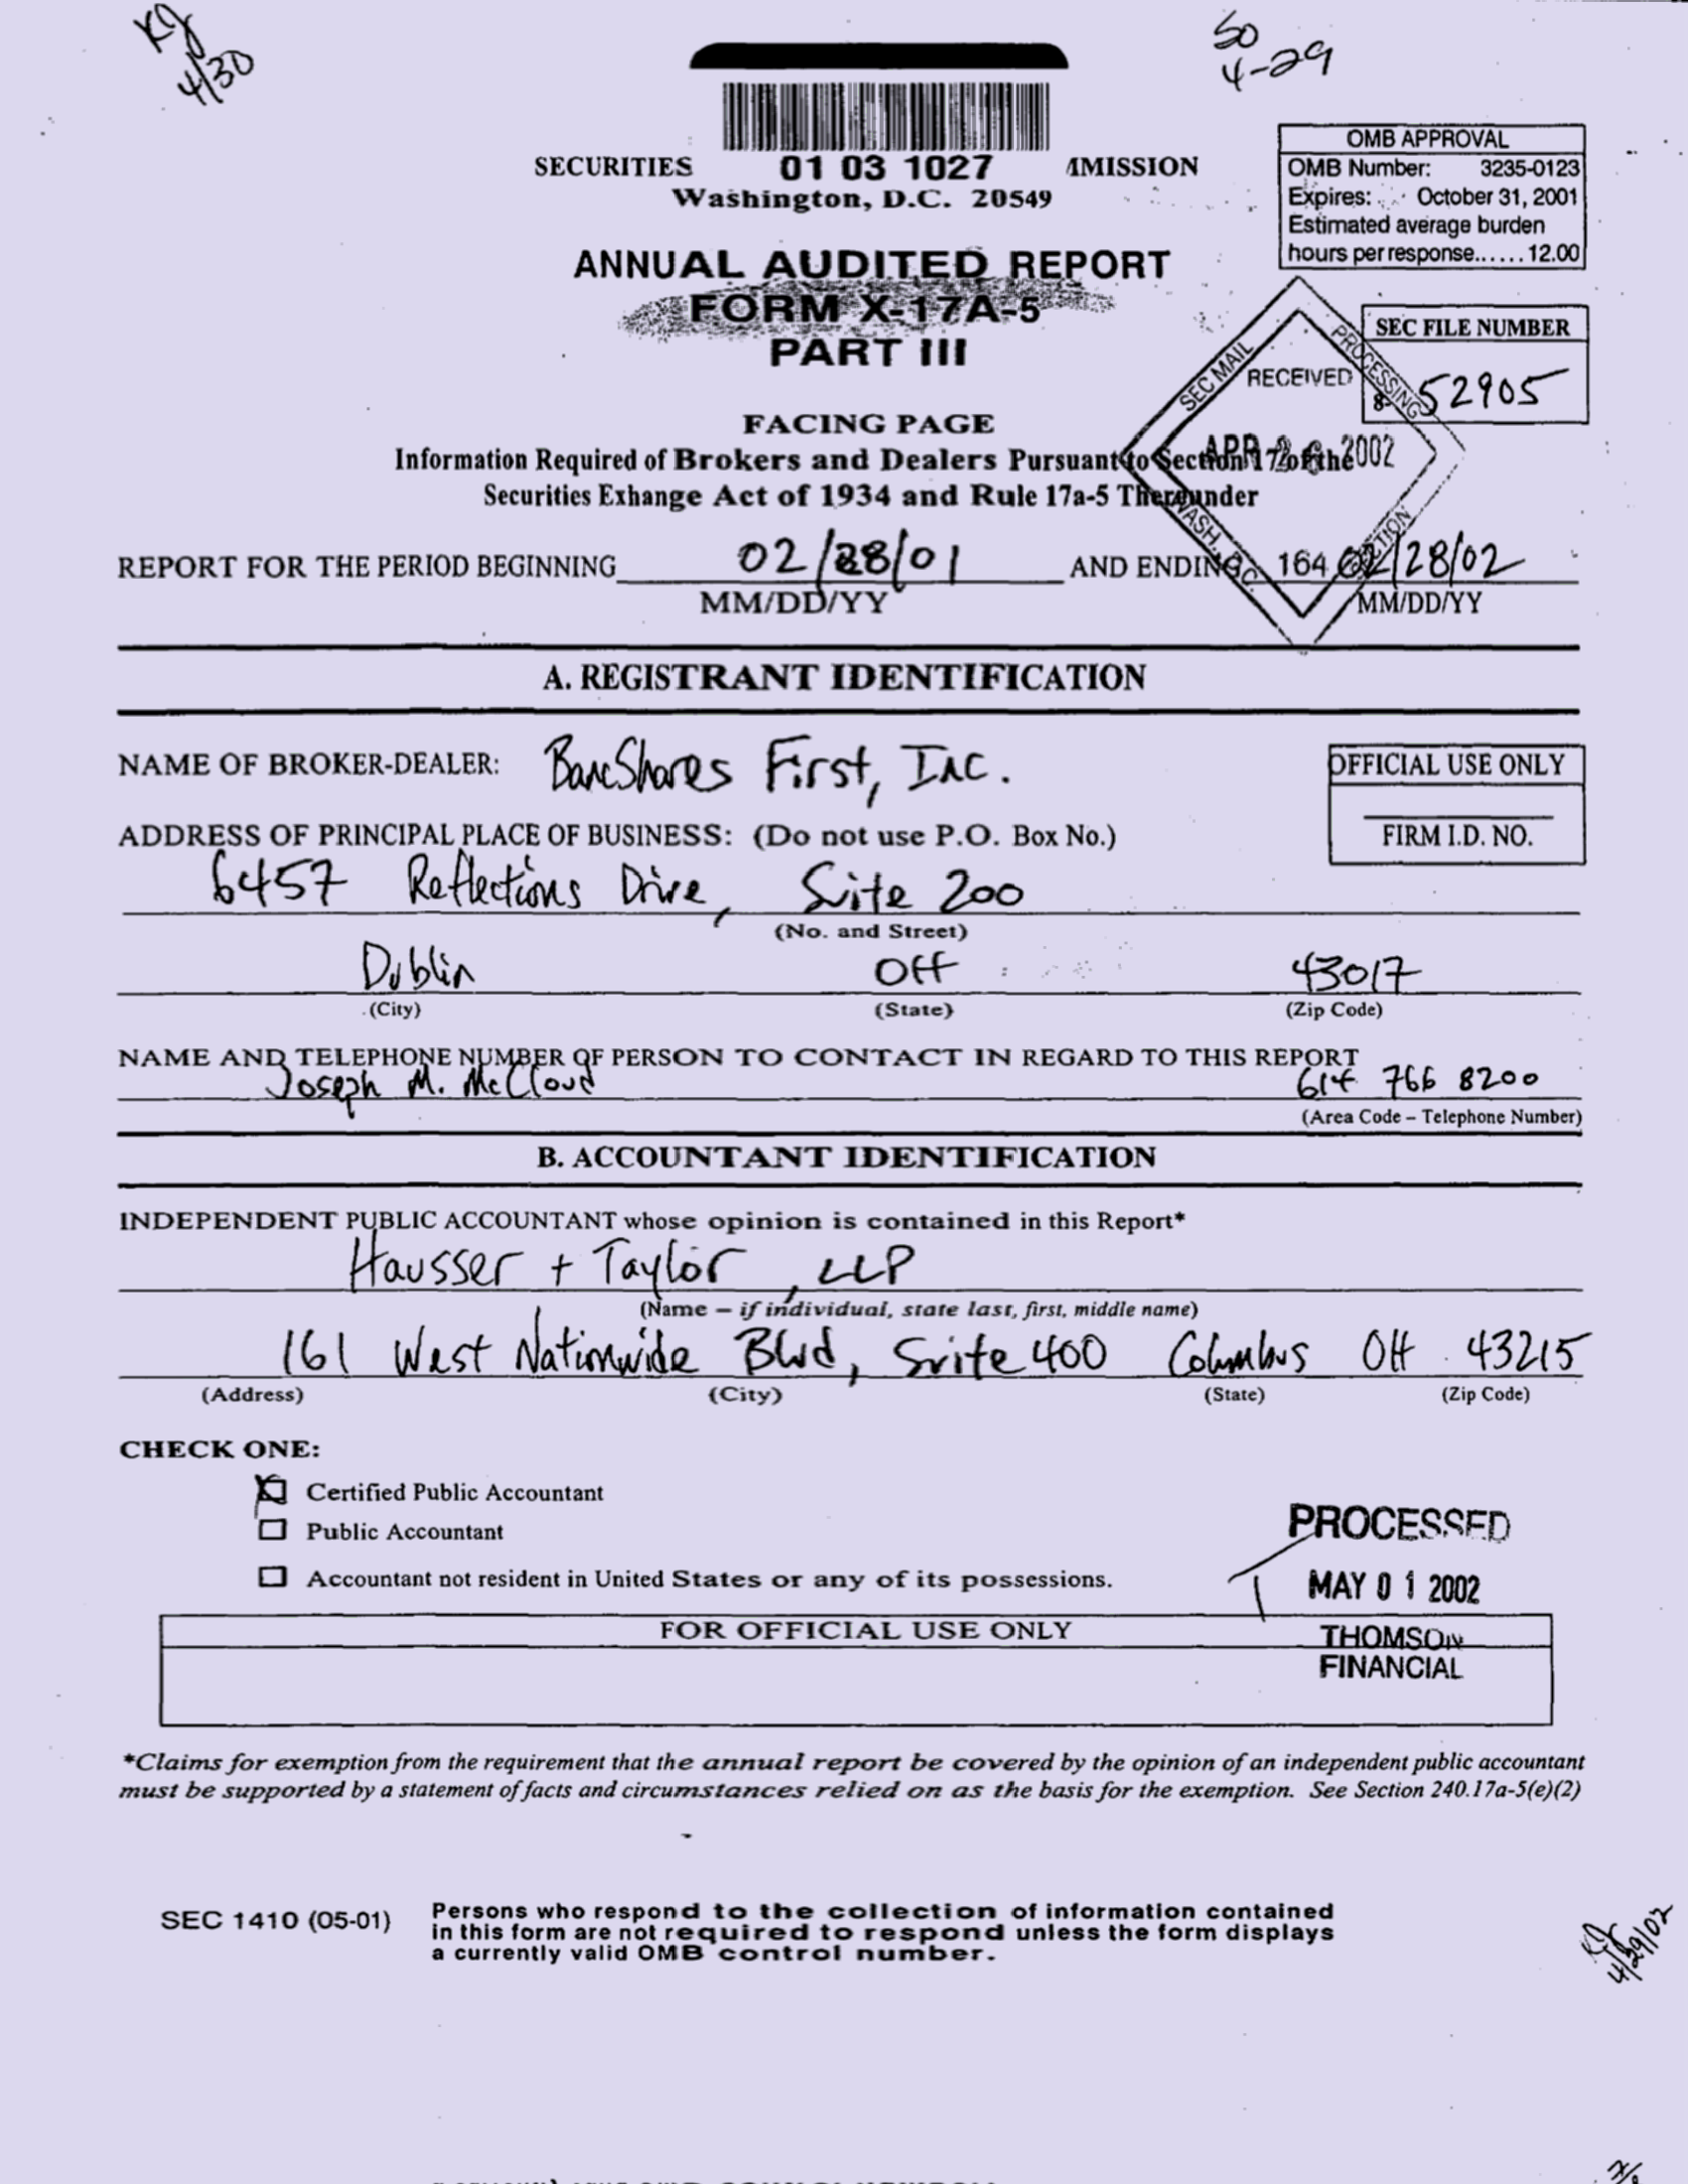 KJ
4/30
SO
4-29
OMB APPROVAL
OMB Number: 3235-0123
Expires: October 31, 2001
Estimated average burden
hours per response...... 12.00
SECURITIES 01 03 1027 MMISSION
Washington, D.C. 20549
ANNUAL AUDITED REPORT
FORM X-17A-5
PART III
SEC FILE NUMBER
8- 52905
SEC MAIL PROCESSING
RECEIVED
APR 2002
WASH. D.C. 164 SECTION
FACING PAGE
Information Required of Brokers and Dealers Pursuant to Section 17 of the
Securities Exhange Act of 1934 and Rule 17a-5 Thereunder
REPORT FOR THE PERIOD BEGINNING 02/28/01 AND ENDING 02/28/02
MM/DD/YY MM/DD/YY
A. REGISTRANT IDENTIFICATION
NAME OF BROKER-DEALER: BancShares First, Inc.
OFFICIAL USE ONLY
FIRM I.D. NO.
ADDRESS OF PRINCIPAL PLACE OF BUSINESS: (Do not use P.O. Box No.)
6457 Reflections Drive, Suite 200
(No. and Street)
Dublin OH 43017
(City) (State) (Zip Code)
NAME AND TELEPHONE NUMBER OF PERSON TO CONTACT IN REGARD TO THIS REPORT
Joseph M. McCloud 614 766 8200
(Area Code – Telephone Number)
B. ACCOUNTANT IDENTIFICATION
INDEPENDENT PUBLIC ACCOUNTANT whose opinion is contained in this Report*
Hausser + Taylor, LLP
(Name – if individual, state last, first, middle name)
161 West Nationwide Blvd, Suite 400 Columbus OH 43215
(Address) (City) (State) (Zip Code)
CHECK ONE:
Certified Public Accountant
Public Accountant
Accountant not resident in United States or any of its possessions.
PROCESSED
MAY 0 1 2002
THOMSON
FINANCIAL
FOR OFFICIAL USE ONLY
*Claims for exemption from the requirement that the annual report be covered by the opinion of an independent public accountant
must be supported by a statement of facts and circumstances relied on as the basis for the exemption. See Section 240.17a-5(e)(2)
SEC 1410 (05-01)
Persons who respond to the collection of information contained
in this form are not required to respond unless the form displays
a currently valid OMB control number.
KJ
4/29/02